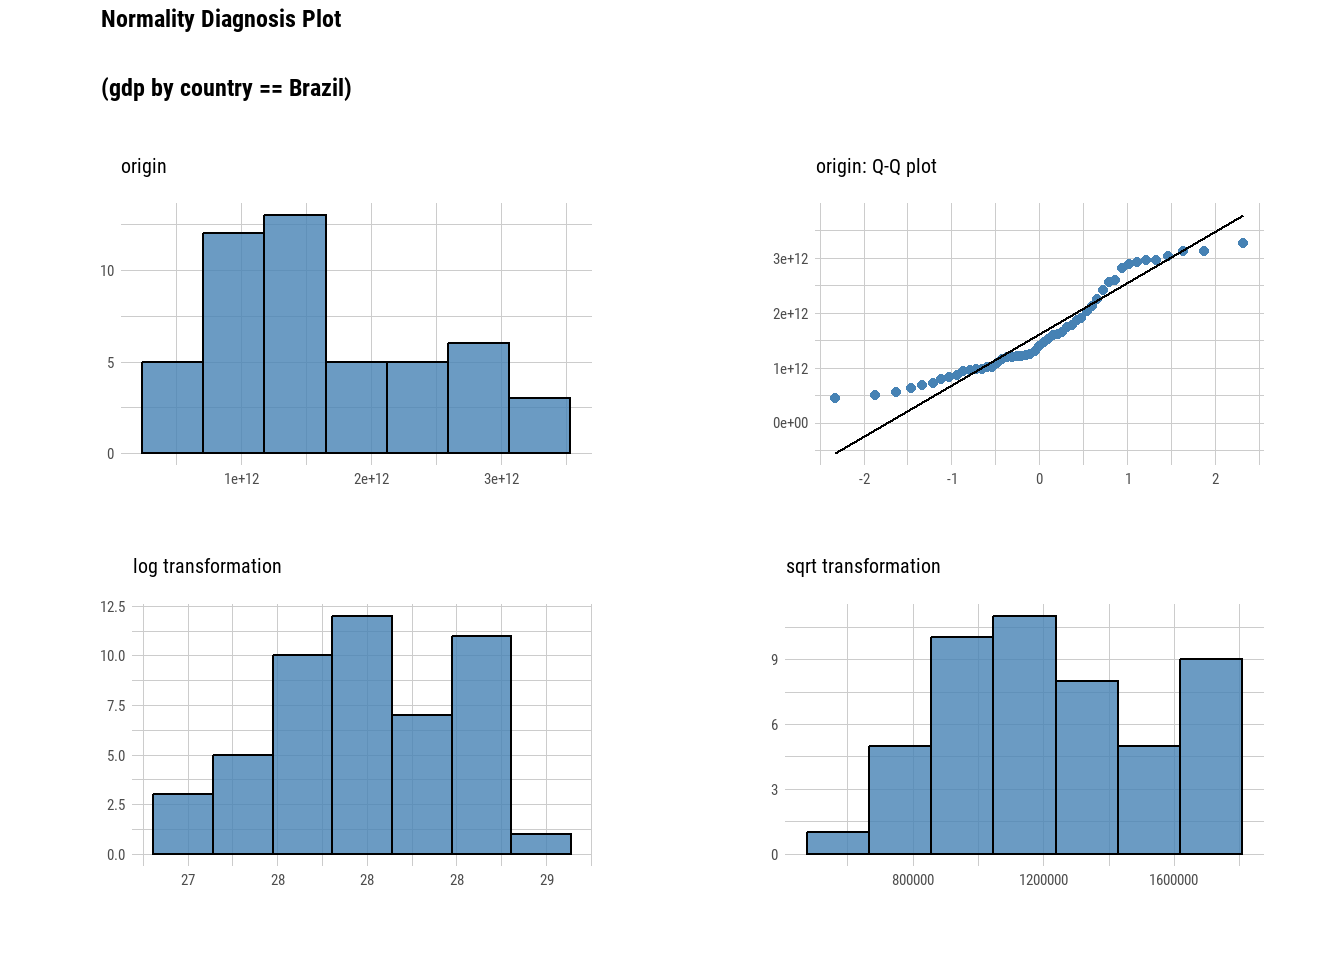 Normality Diagnosis Plot
(gdp by country == Brazil)
origin
10
5
0
1e+12 2e+12 3e+12
origin: Q-Q plot
3e+12
2e+12
1e+12
0e+00
-2 -1 0 1 2
log transformation
12.5
10.0
7.5
5.0
2.5
0.0
27 28 28 28 29
sqrt transformation
9
6
3
0
800000 1200000 1600000